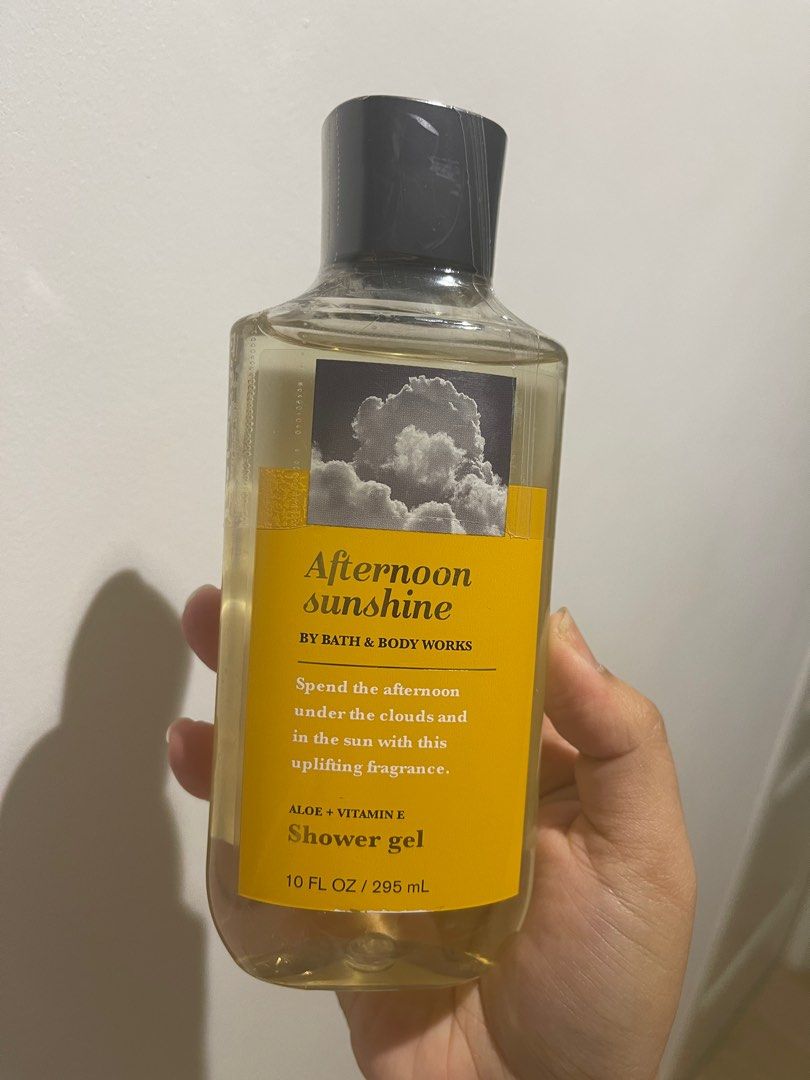 Afternoon
sunshine
BY BATH & BODY WORKS
Spend the afternoon
under the clouds and
in the sun with this
uplifting fragrance.
ALOE + VITAMIN E
Shower gel
10 FL OZ / 295 mL